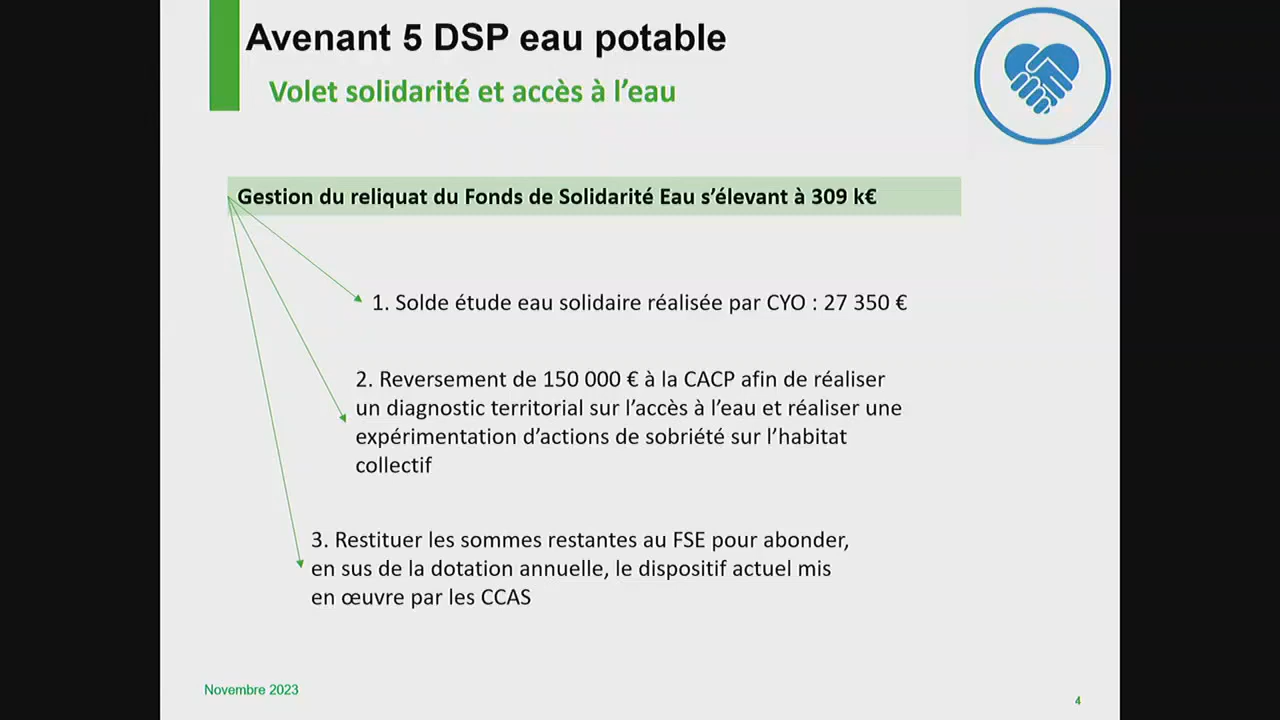 Avenant 5 DSP eau potable
Volet solidarité et accès à l’eau
Gestion du reliquat du Fonds de Solidarité Eau s’élevant à 309 k€
1. Solde étude eau solidaire réalisée par CYO : 27 350 €
2. Reversement de 150 000 € à la CACP afin de réaliser
un diagnostic territorial sur l’accès à l’eau et réaliser une
expérimentation d’actions de sobriété sur l’habitat
collectif
3. Restituer les sommes restantes au FSE pour abonder,
en sus de la dotation annuelle, le dispositif actuel mis
en œuvre par les CCAS
Novembre 2023
4